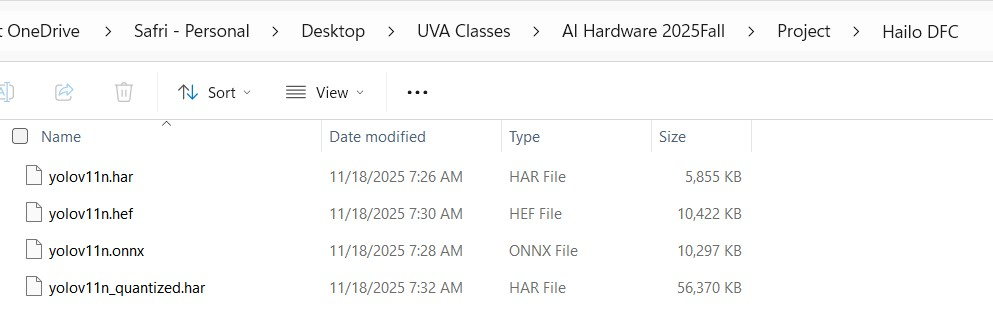 t OneDrive > Safri - Personal > Desktop > UVA Classes > AI Hardware 2025Fall > Project > Hailo DFC
Sort View ...
Name Date modified Type Size
yolov11n.har 11/18/2025 7:26 AM HAR File 5,855 KB
yolov11n.hef 11/18/2025 7:30 AM HEF File 10,422 KB
yolov11n.onnx 11/18/2025 7:28 AM ONNX File 10,297 KB
yolov11n_quantized.har 11/18/2025 7:32 AM HAR File 56,370 KB